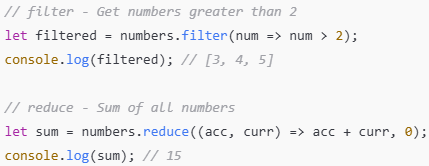 // filter - Get numbers greater than 2
let filtered = numbers.filter(num => num > 2);
console.log(filtered); // [3, 4, 5]
// reduce - Sum of all numbers
let sum = numbers.reduce((acc, curr) => acc + curr, 0);
console.log(sum); // 15